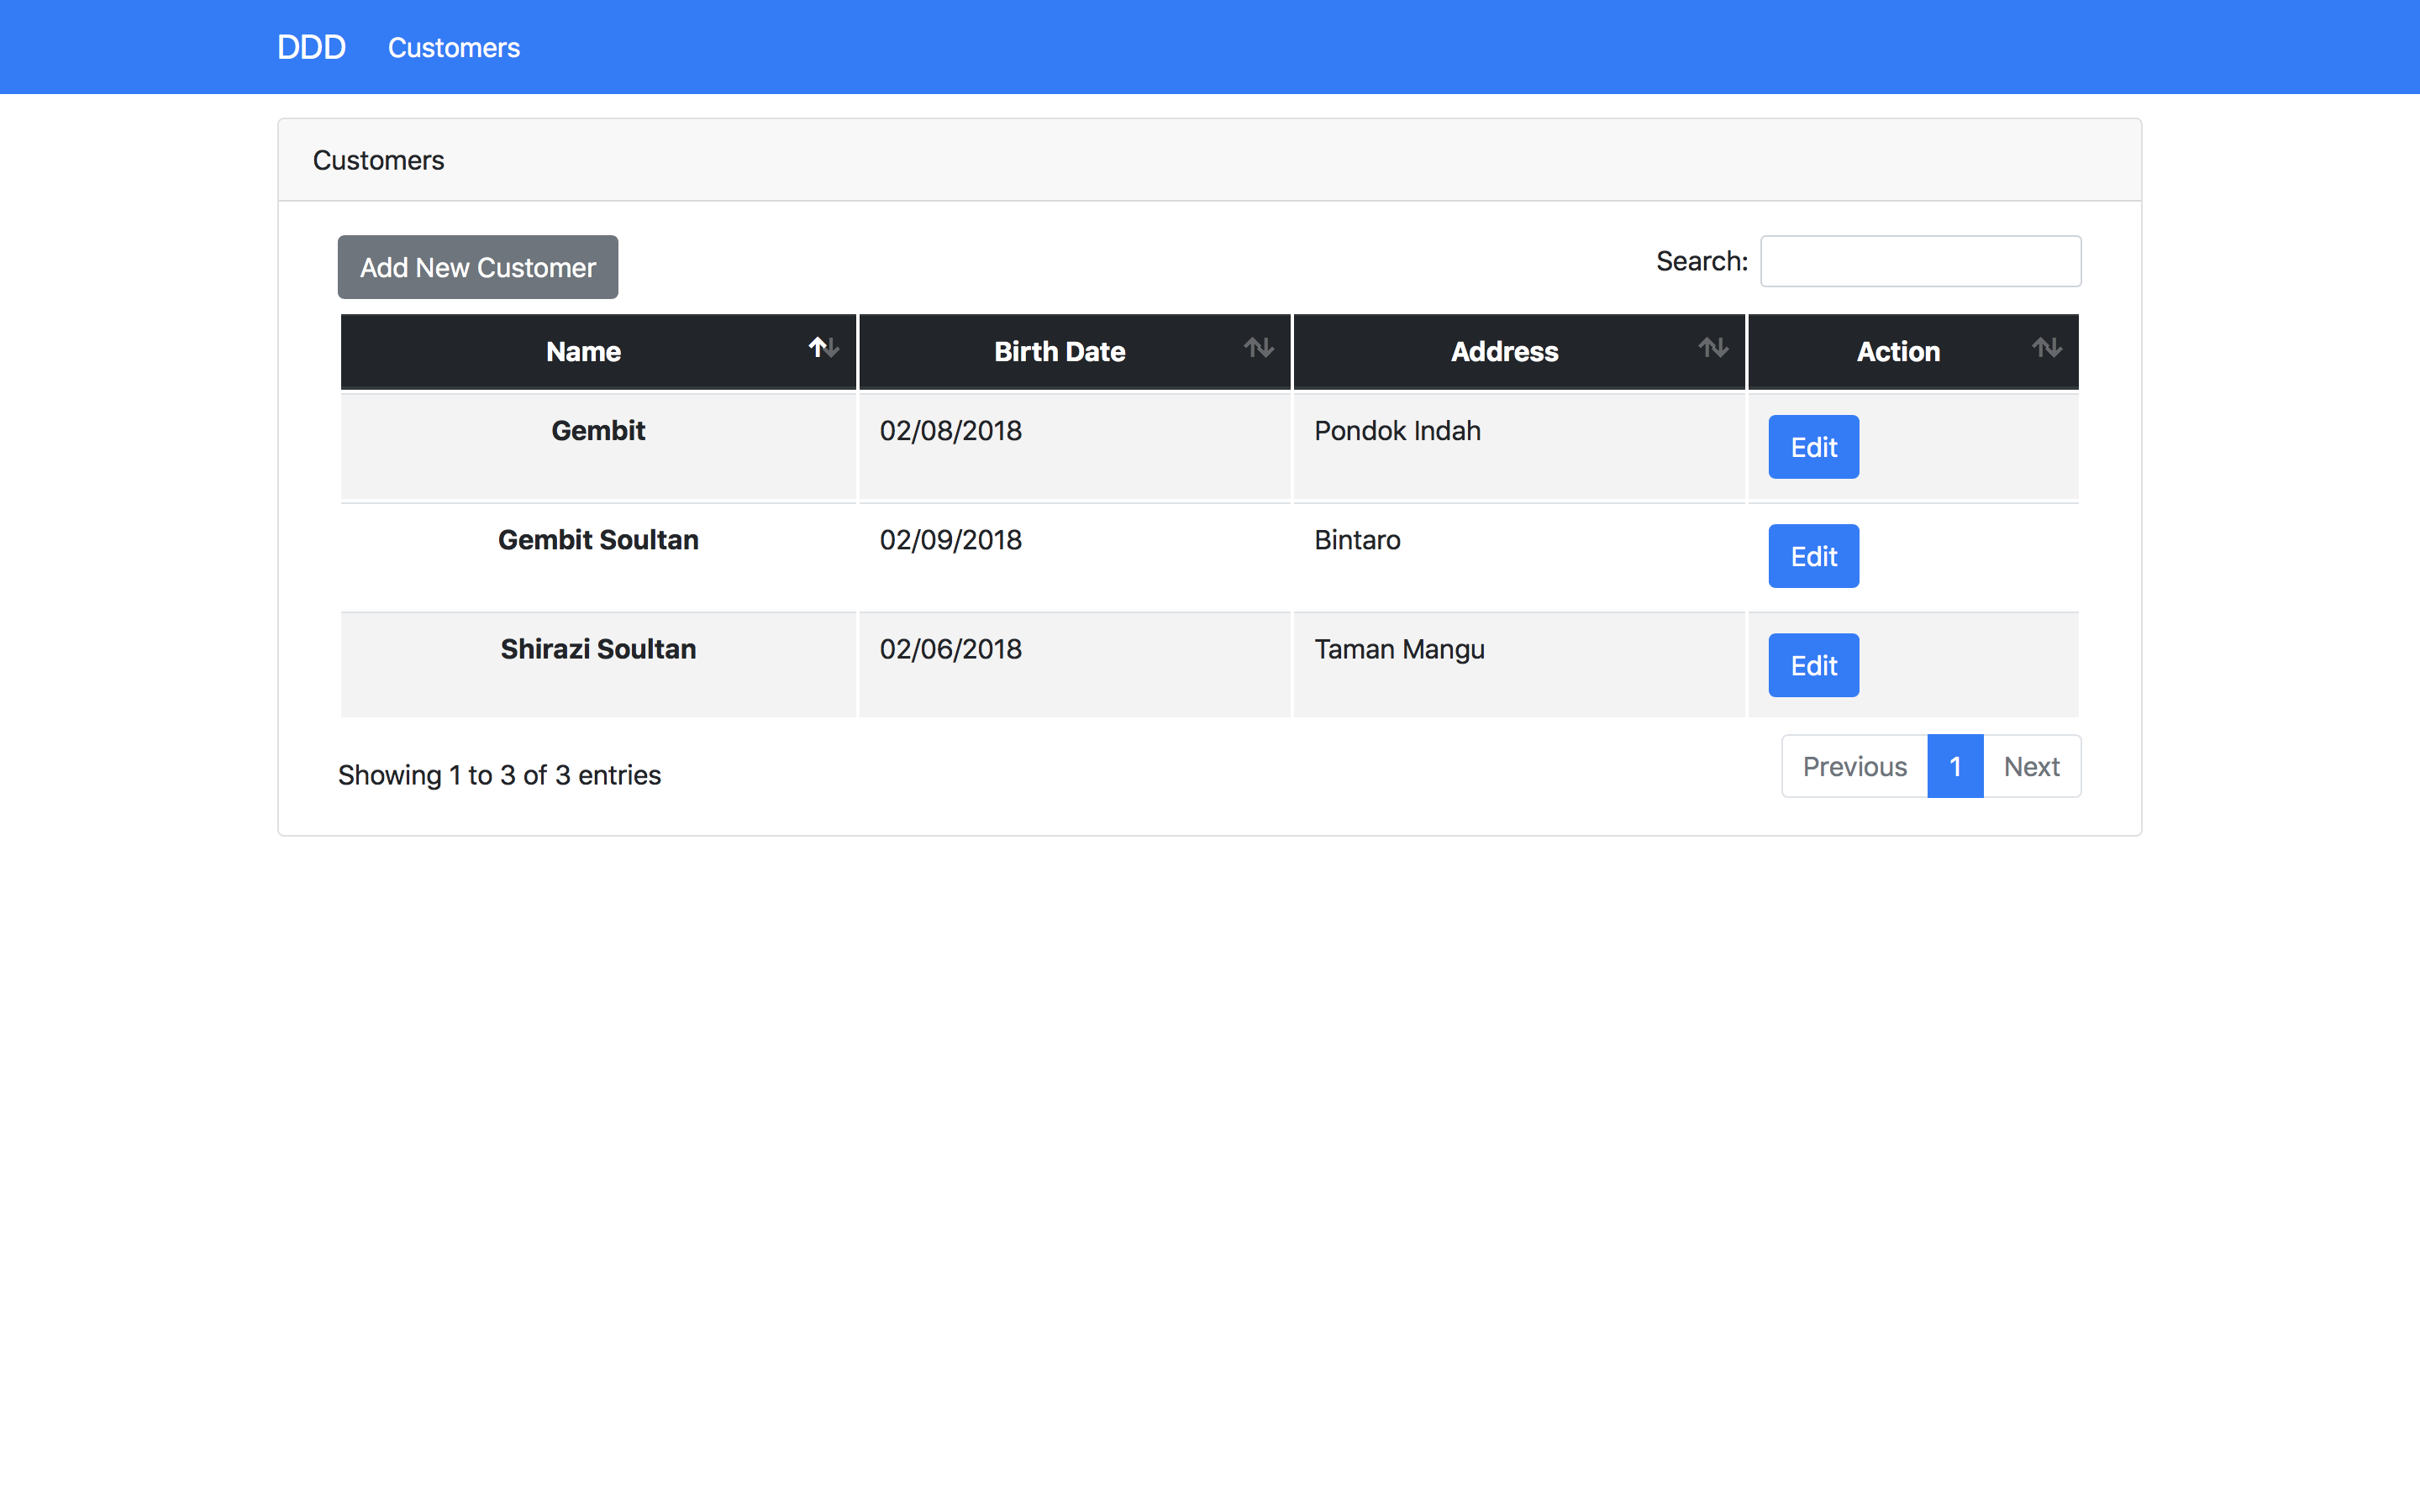 DDD Customers
Customers
Add New Customer Search:
Name Birth Date Address Action
Gembit 02/08/2018 Pondok Indah Edit
Gembit Soultan 02/09/2018 Bintaro Edit
Shirazi Soultan 02/06/2018 Taman Mangu Edit
Showing 1 to 3 of 3 entries Previous 1 Next